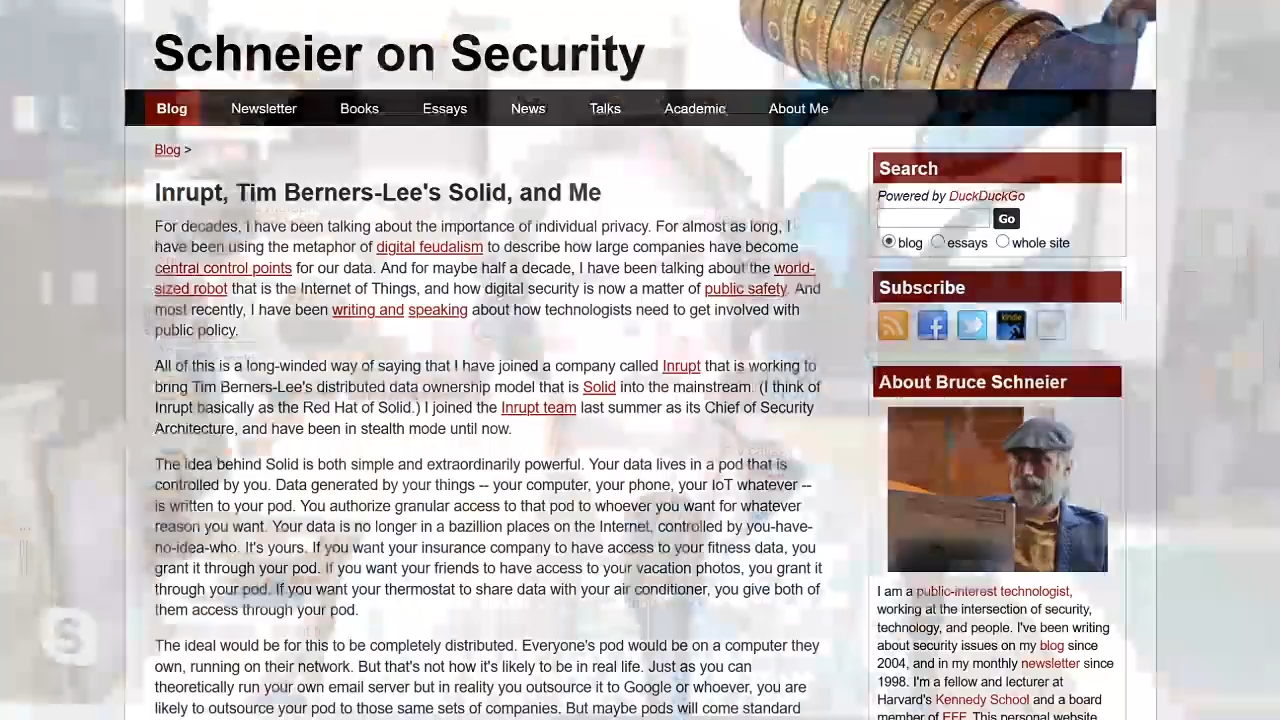 Schneier on Security
Blog Newsletter Books Essays News Talks Academic About Me
Blog >
Inrupt, Tim Berners-Lee's Solid, and Me
For decades, I have been talking about the importance of individual privacy. For almost as long, I
have been using the metaphor of digital feudalism to describe how large companies have become
central control points for our data. And for maybe half a decade, I have been talking about the world-
sized robot that is the Internet of Things, and how digital security is now a matter of public safety. And
most recently, I have been writing and speaking about how technologists need to get involved with
public policy.
All of this is a long-winded way of saying that I have joined a company called Inrupt that is working to
bring Tim Berners-Lee's distributed data ownership model that is Solid into the mainstream. (I think of
Inrupt basically as the Red Hat of Solid.) I joined the Inrupt team last summer as its Chief of Security
Architecture, and have been in stealth mode until now.
The idea behind Solid is both simple and extraordinarily powerful. Your data lives in a pod that is
controlled by you. Data generated by your things -- your computer, your phone, your IoT whatever --
is written to your pod. You authorize granular access to that pod to whoever you want for whatever
reason you want. Your data is no longer in a bazillion places on the Internet, controlled by you-have-
no-idea-who. It's yours. If you want your insurance company to have access to your fitness data, you
grant it through your pod. If you want your friends to have access to your vacation photos, you grant it
through your pod. If you want your thermostat to share data with your air conditioner, you give both of
them access through your pod.
The ideal would be for this to be completely distributed. Everyone's pod would be on a computer they
own, running on their network. But that's not how it's likely to be in real life. Just as you can
theoretically run your own email server but in reality you outsource it to Google or whoever, you are
likely to outsource your pod to those same sets of companies. But maybe pods will come standard
Search
Powered by DuckDuckGo
Go
blog essays whole site
Subscribe
kindle
About Bruce Schneier
I am a public-interest technologist,
working at the intersection of security,
technology, and people. I've been writing
about security issues on my blog since
2004, and in my monthly newsletter since
1998. I'm a fellow and lecturer at
Harvard's Kennedy School and a board
member of EFF. This personal website